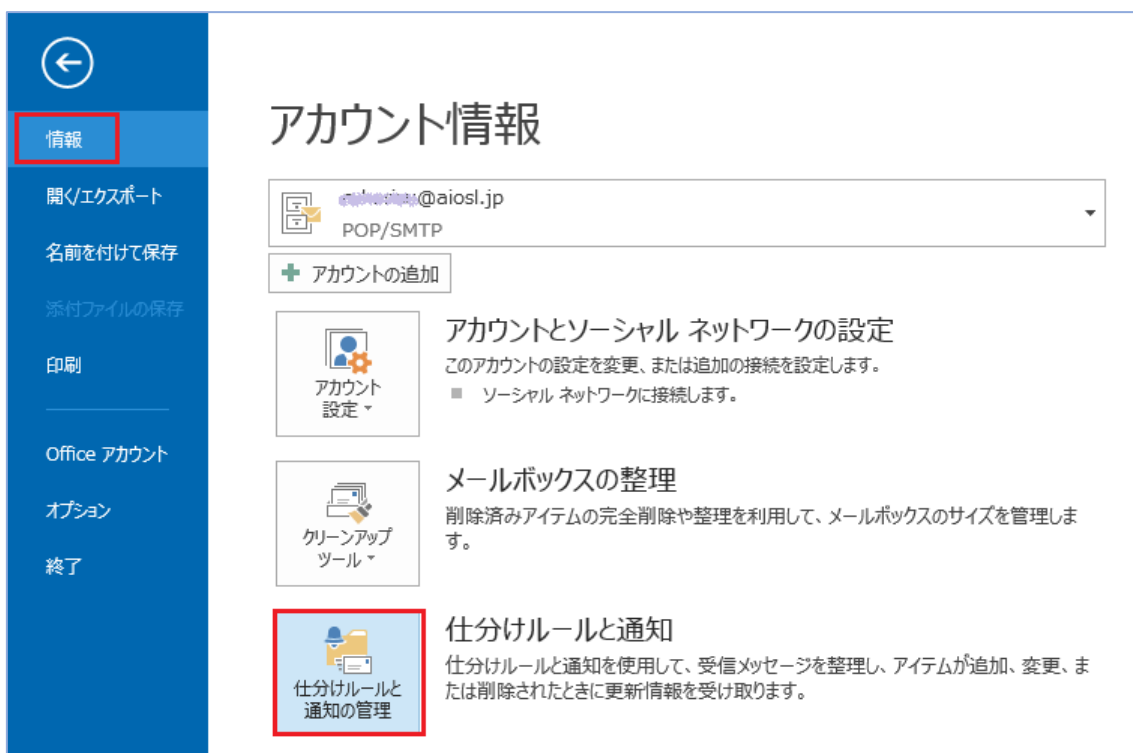 情報
開く/エクスポート
名前を付けて保存
添付ファイルの保存
印刷
Office アカウント
オプション
終了
アカウント情報
@aiosl.jp
POP/SMTP
アカウントの追加
アカウント
設定
アカウントとソーシャル ネットワークの設定
このアカウントの設定を変更、または追加の接続を設定します。
ソーシャル ネットワークに接続します。
クリーンアップ
ツール
メールボックスの整理
削除済みアイテムの完全削除や整理を利用して、メールボックスのサイズを管理しま
す。
仕分けルールと
通知の管理
仕分けルールと通知
仕分けルールと通知を使用して、受信メッセージを整理し、アイテムが追加、変更、ま
たは削除されたときに更新情報を受け取ります。